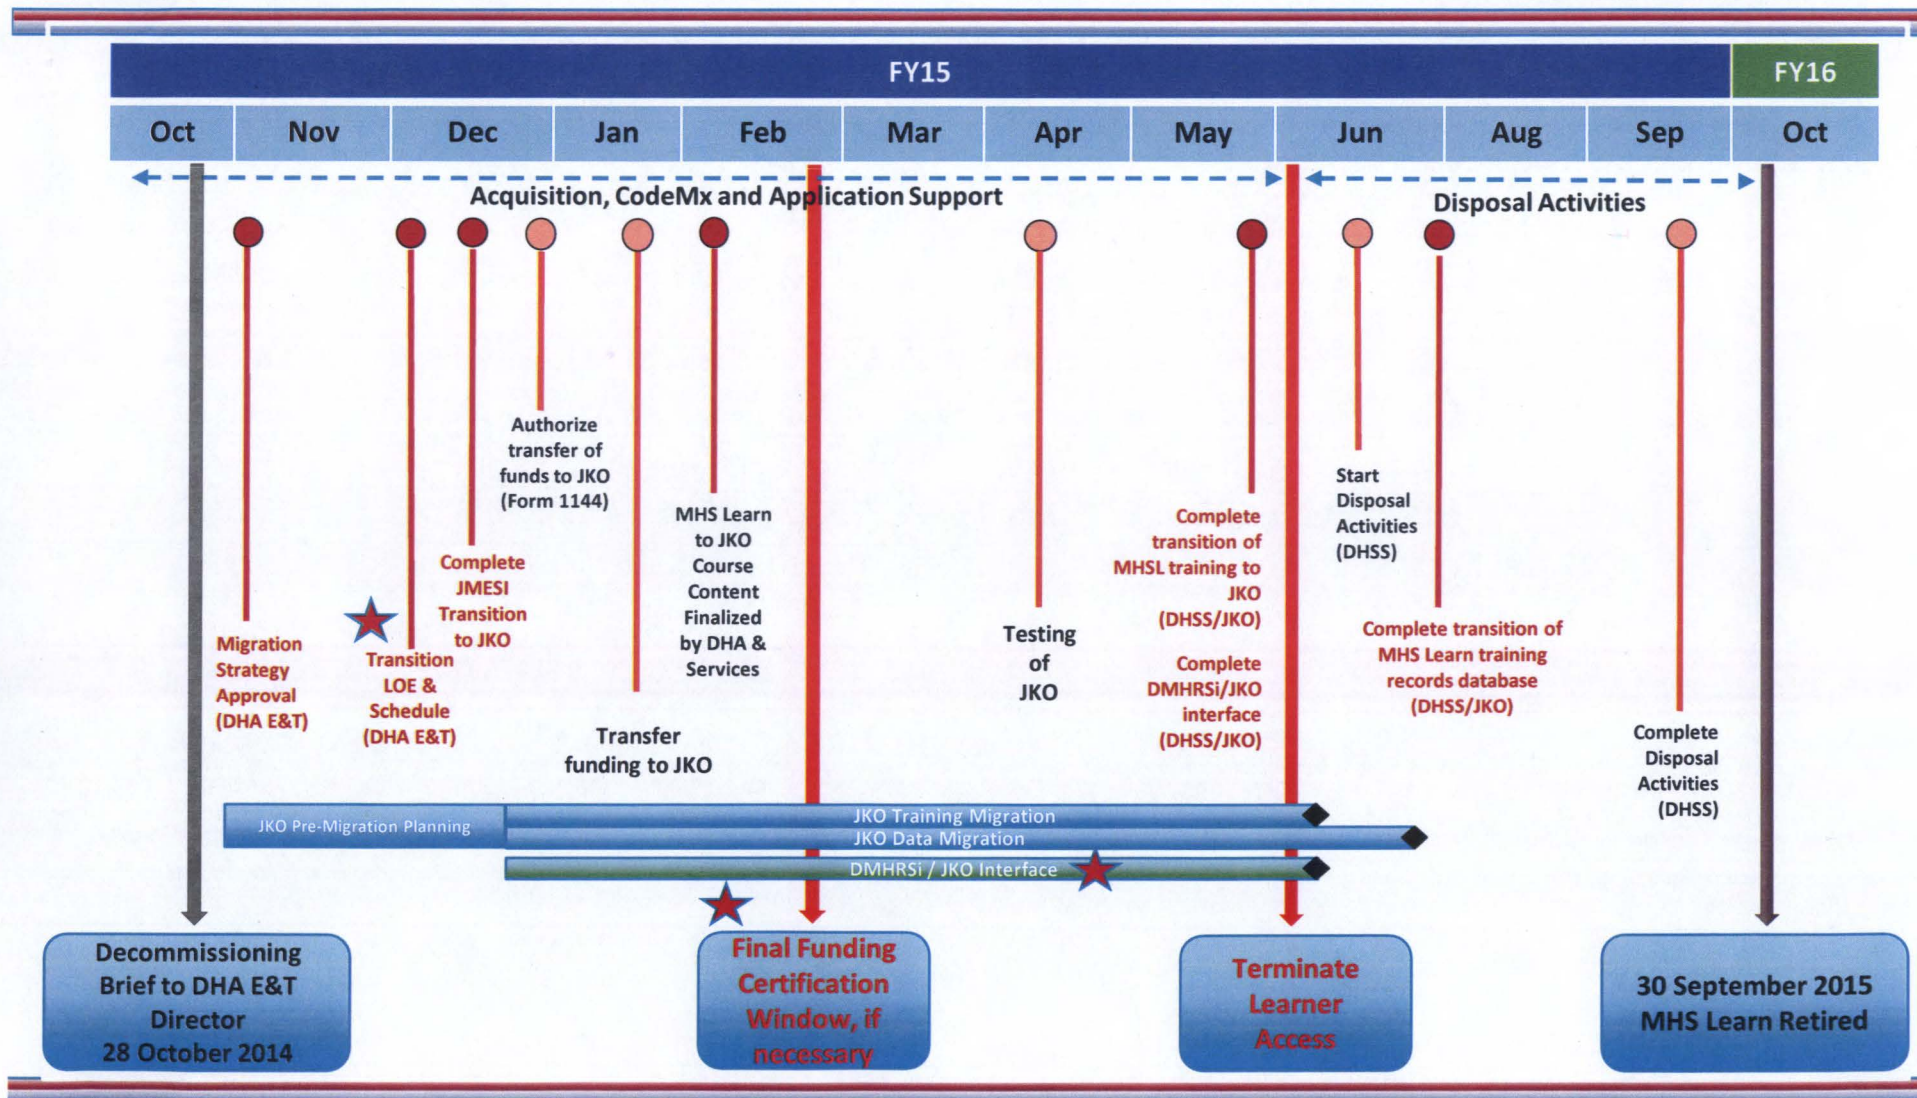 FY15
FY16
Oct
Nov
Dec
Jan
Feb
Mar
Apr
May
Jun
Aug
Sep
Oct
Acquisition, CodeMx and Application Support
Disposal Activities
Migration
Strategy
Approval
(DHA E&T)
Transition
LOE &
Schedule
(DHA E&T)
Complete
JMESI
Transition
to JKO
Authorize
transfer of
funds to JKO
(Form 1144)
Transfer
funding to JKO
MHS Learn
to JKO
Course
Content
Finalized
by DHA &
Services
Testing
of
JKO
Complete
transition of
MHSL training to
JKO
(DHSS/JKO)
Complete
DMHRSi/JKO
interface
(DHSS/JKO)
Start
Disposal
Activities
(DHSS)
Complete transition of
MHS Learn training
records database
(DHSS/JKO)
Complete
Disposal
Activities
(DHSS)
JKO Pre-Migration Planning
JKO Training Migration
JKO Data Migration
DMHRSi / JKO Interface
Decommissioning
Brief to DHA E&T
Director
28 October 2014
Final Funding
Certification
Window, if
necessary
Terminate
Learner
Access
30 September 2015
MHS Learn Retired